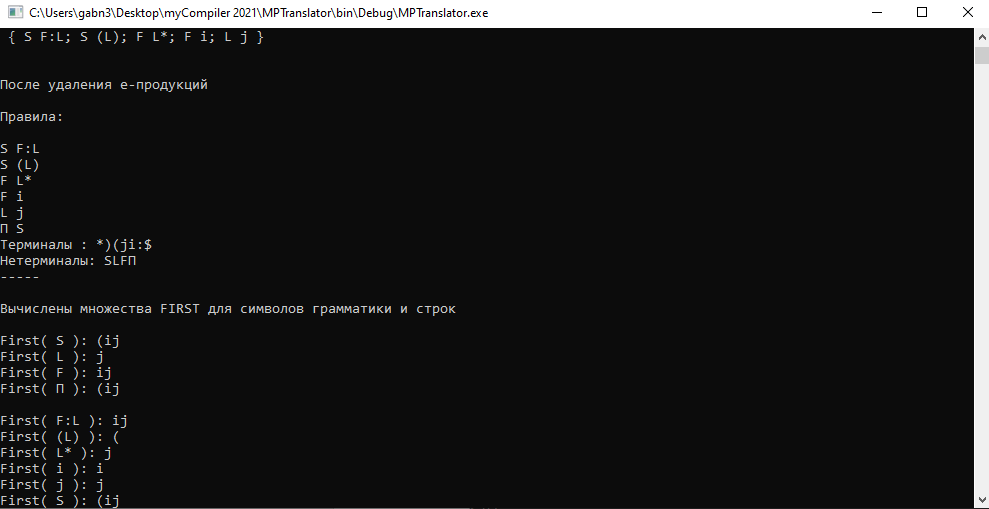 C:\Users\gabn3\Desktop\myCompiler 2021\MPTranslator\bin\Debug\MPTranslator.exe
{ S F:L; S (L); F L*; F i; L j }
После удаления e-продукций
Правила:
S F:L
S (L)
F L*
F i
L j
П S
Терминалы : *)(ji:$
Нетерминалы: SLFП
-----
Вычислены множества FIRST для символов грамматики и строк
First( S ): (ij
First( L ): j
First( F ): ij
First( П ): (ij
First( F:L ): ij
First( (L) ): (
First( L* ): j
First( i ): i
First( j ): j
First( S ): (ij